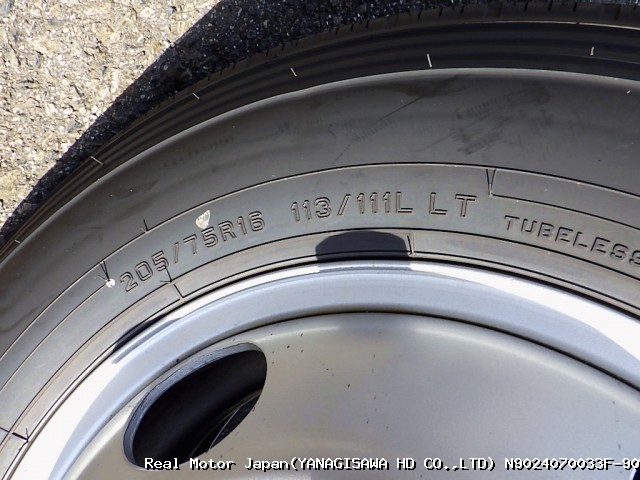 205/75R16 113/111L LT TUBELESS
Real Motor Japan(YANAGISAWA HD CO.,LTD) N9024070033F-90